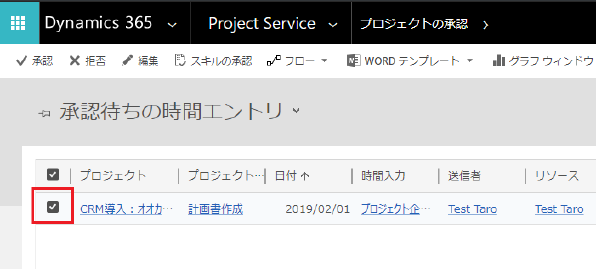 Dynamics 365 Project Service プロジェクトの承認
承認 拒否 編集 スキルの承認 フロー WORD テンプレート グラフ ウィンドウ
承認待ちの時間エントリ
プロジェクト プロジェクト… 日付 時間入力 送信者 リソース
CRM導入：オオカ… 計画書作成 2019/02/01 プロジェクト企… Test Taro Test Taro